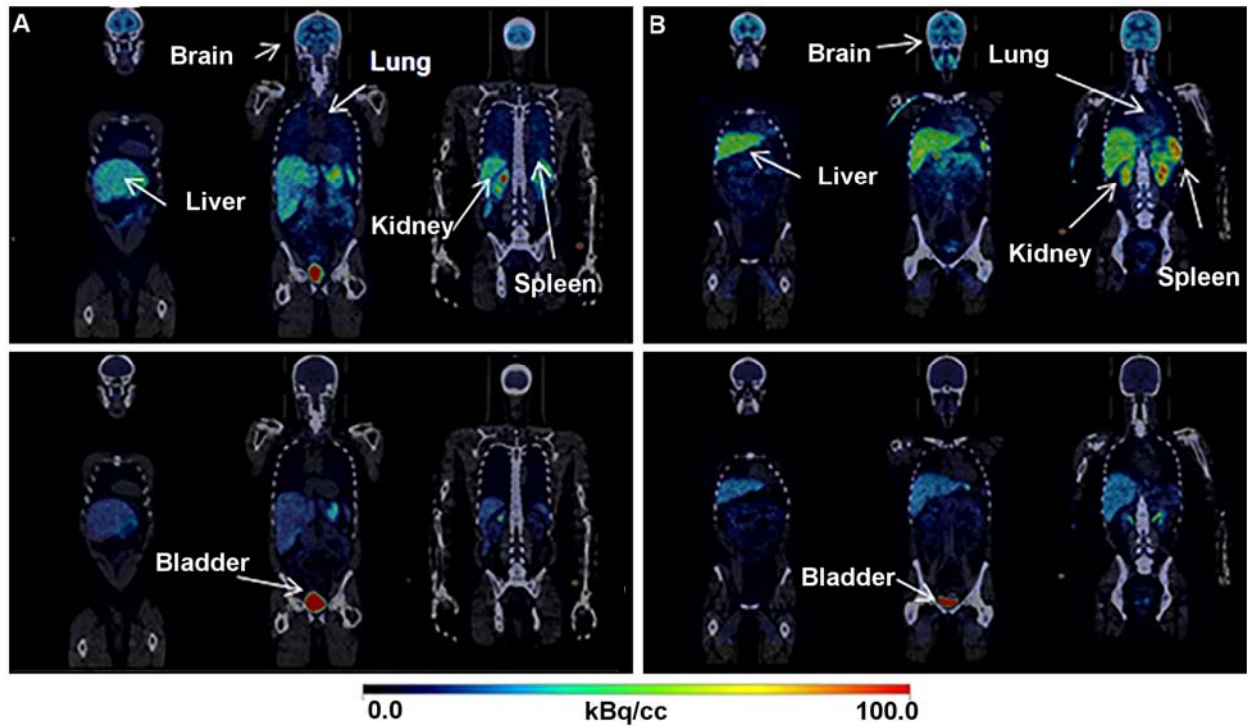 A
Brain
Lung
Liver
Kidney
Spleen
Bladder
B
Brain
Lung
Liver
Kidney
Spleen
Bladder
0.0 kBq/cc 100.0